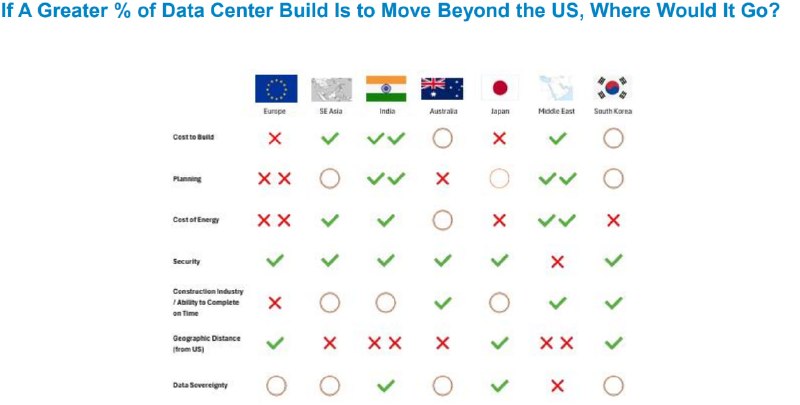 If A Greater % of Data Center Build Is to Move Beyond the US, Where Would It Go?
Europe SE Asia India Australia Japan Middle East South Korea
Cost to Build
Planning
Cost of Energy
Security
Construction Industry
/ Ability to Complete
on Time
Geographic Distance
(from US)
Data Sovereignty